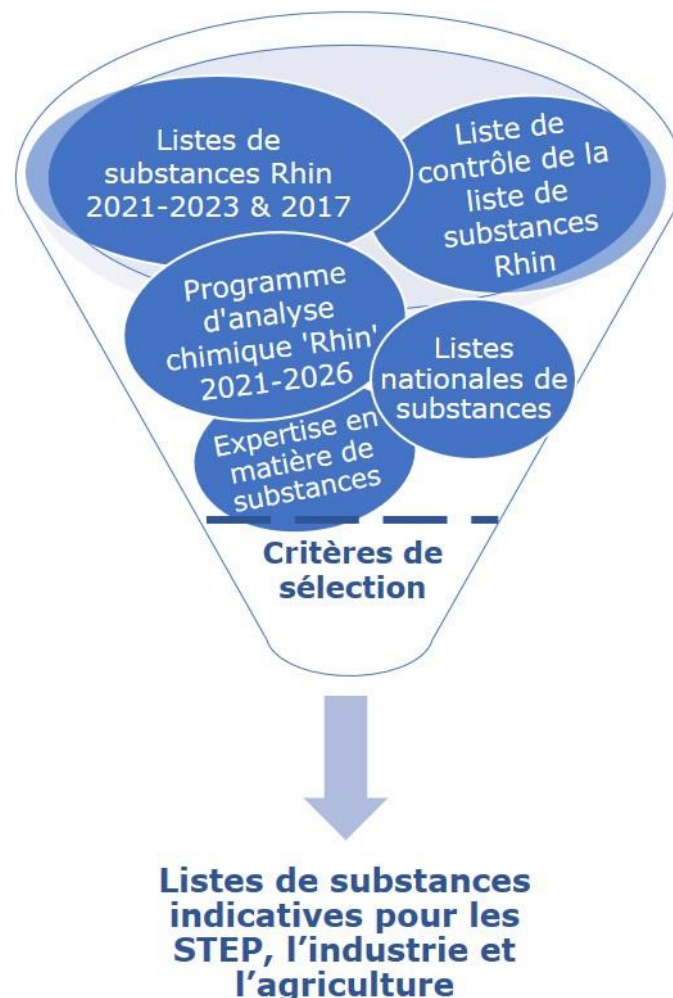 Listes de
substances Rhin
2021-2023 & 2017
Liste de
contrôle de la
liste de
substances
Rhin
Programme
d'analyse
chimique 'Rhin'
2021-2026
Listes
nationales de
substances
Expertise en
matière de
substances
Critères de
sélection
Listes de substances
indicatives pour les
STEP, l’industrie et
l’agriculture